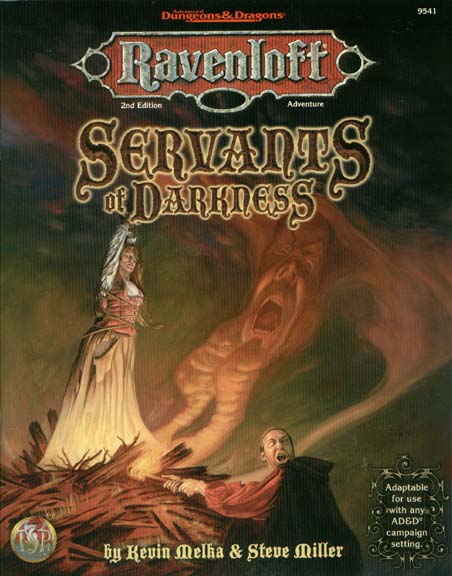 Advanced
Dungeons & Dragons®
9541
Ravenloft
2nd Edition
Adventure
SERVANTS
of DARKNESS
Adaptable
for use
with any
AD&D®
campaign
setting.
TSR
by Kevin Melka & Steve Miller